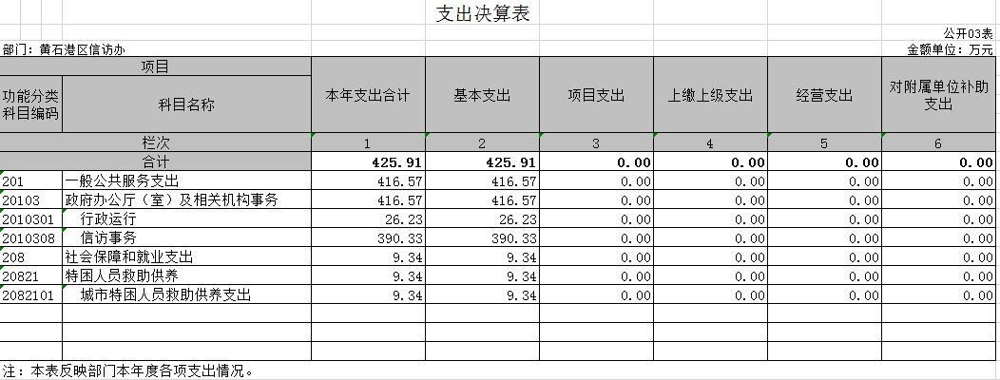 支出决算表
公开03表
部门：黄石港区信访办 金额单位：万元
项目 本年支出合计 基本支出 项目支出 上缴上级支出 经营支出 对附属单位补助
支出
功能分类
科目编码 科目名称
栏次 1 2 3 4 5 6
合计 425.91 425.91 0.00 0.00 0.00 0.00
201 一般公共服务支出 416.57 416.57 0.00 0.00 0.00 0.00
20103 政府办公厅（室）及相关机构事务 416.57 416.57 0.00 0.00 0.00 0.00
2010301 行政运行 26.23 26.23 0.00 0.00 0.00 0.00
2010308 信访事务 390.33 390.33 0.00 0.00 0.00 0.00
208 社会保障和就业支出 9.34 9.34 0.00 0.00 0.00 0.00
20821 特困人员救助供养 9.34 9.34 0.00 0.00 0.00 0.00
2082101 城市特困人员救助供养支出 9.34 9.34 0.00 0.00 0.00 0.00
注：本表反映部门本年度各项支出情况。